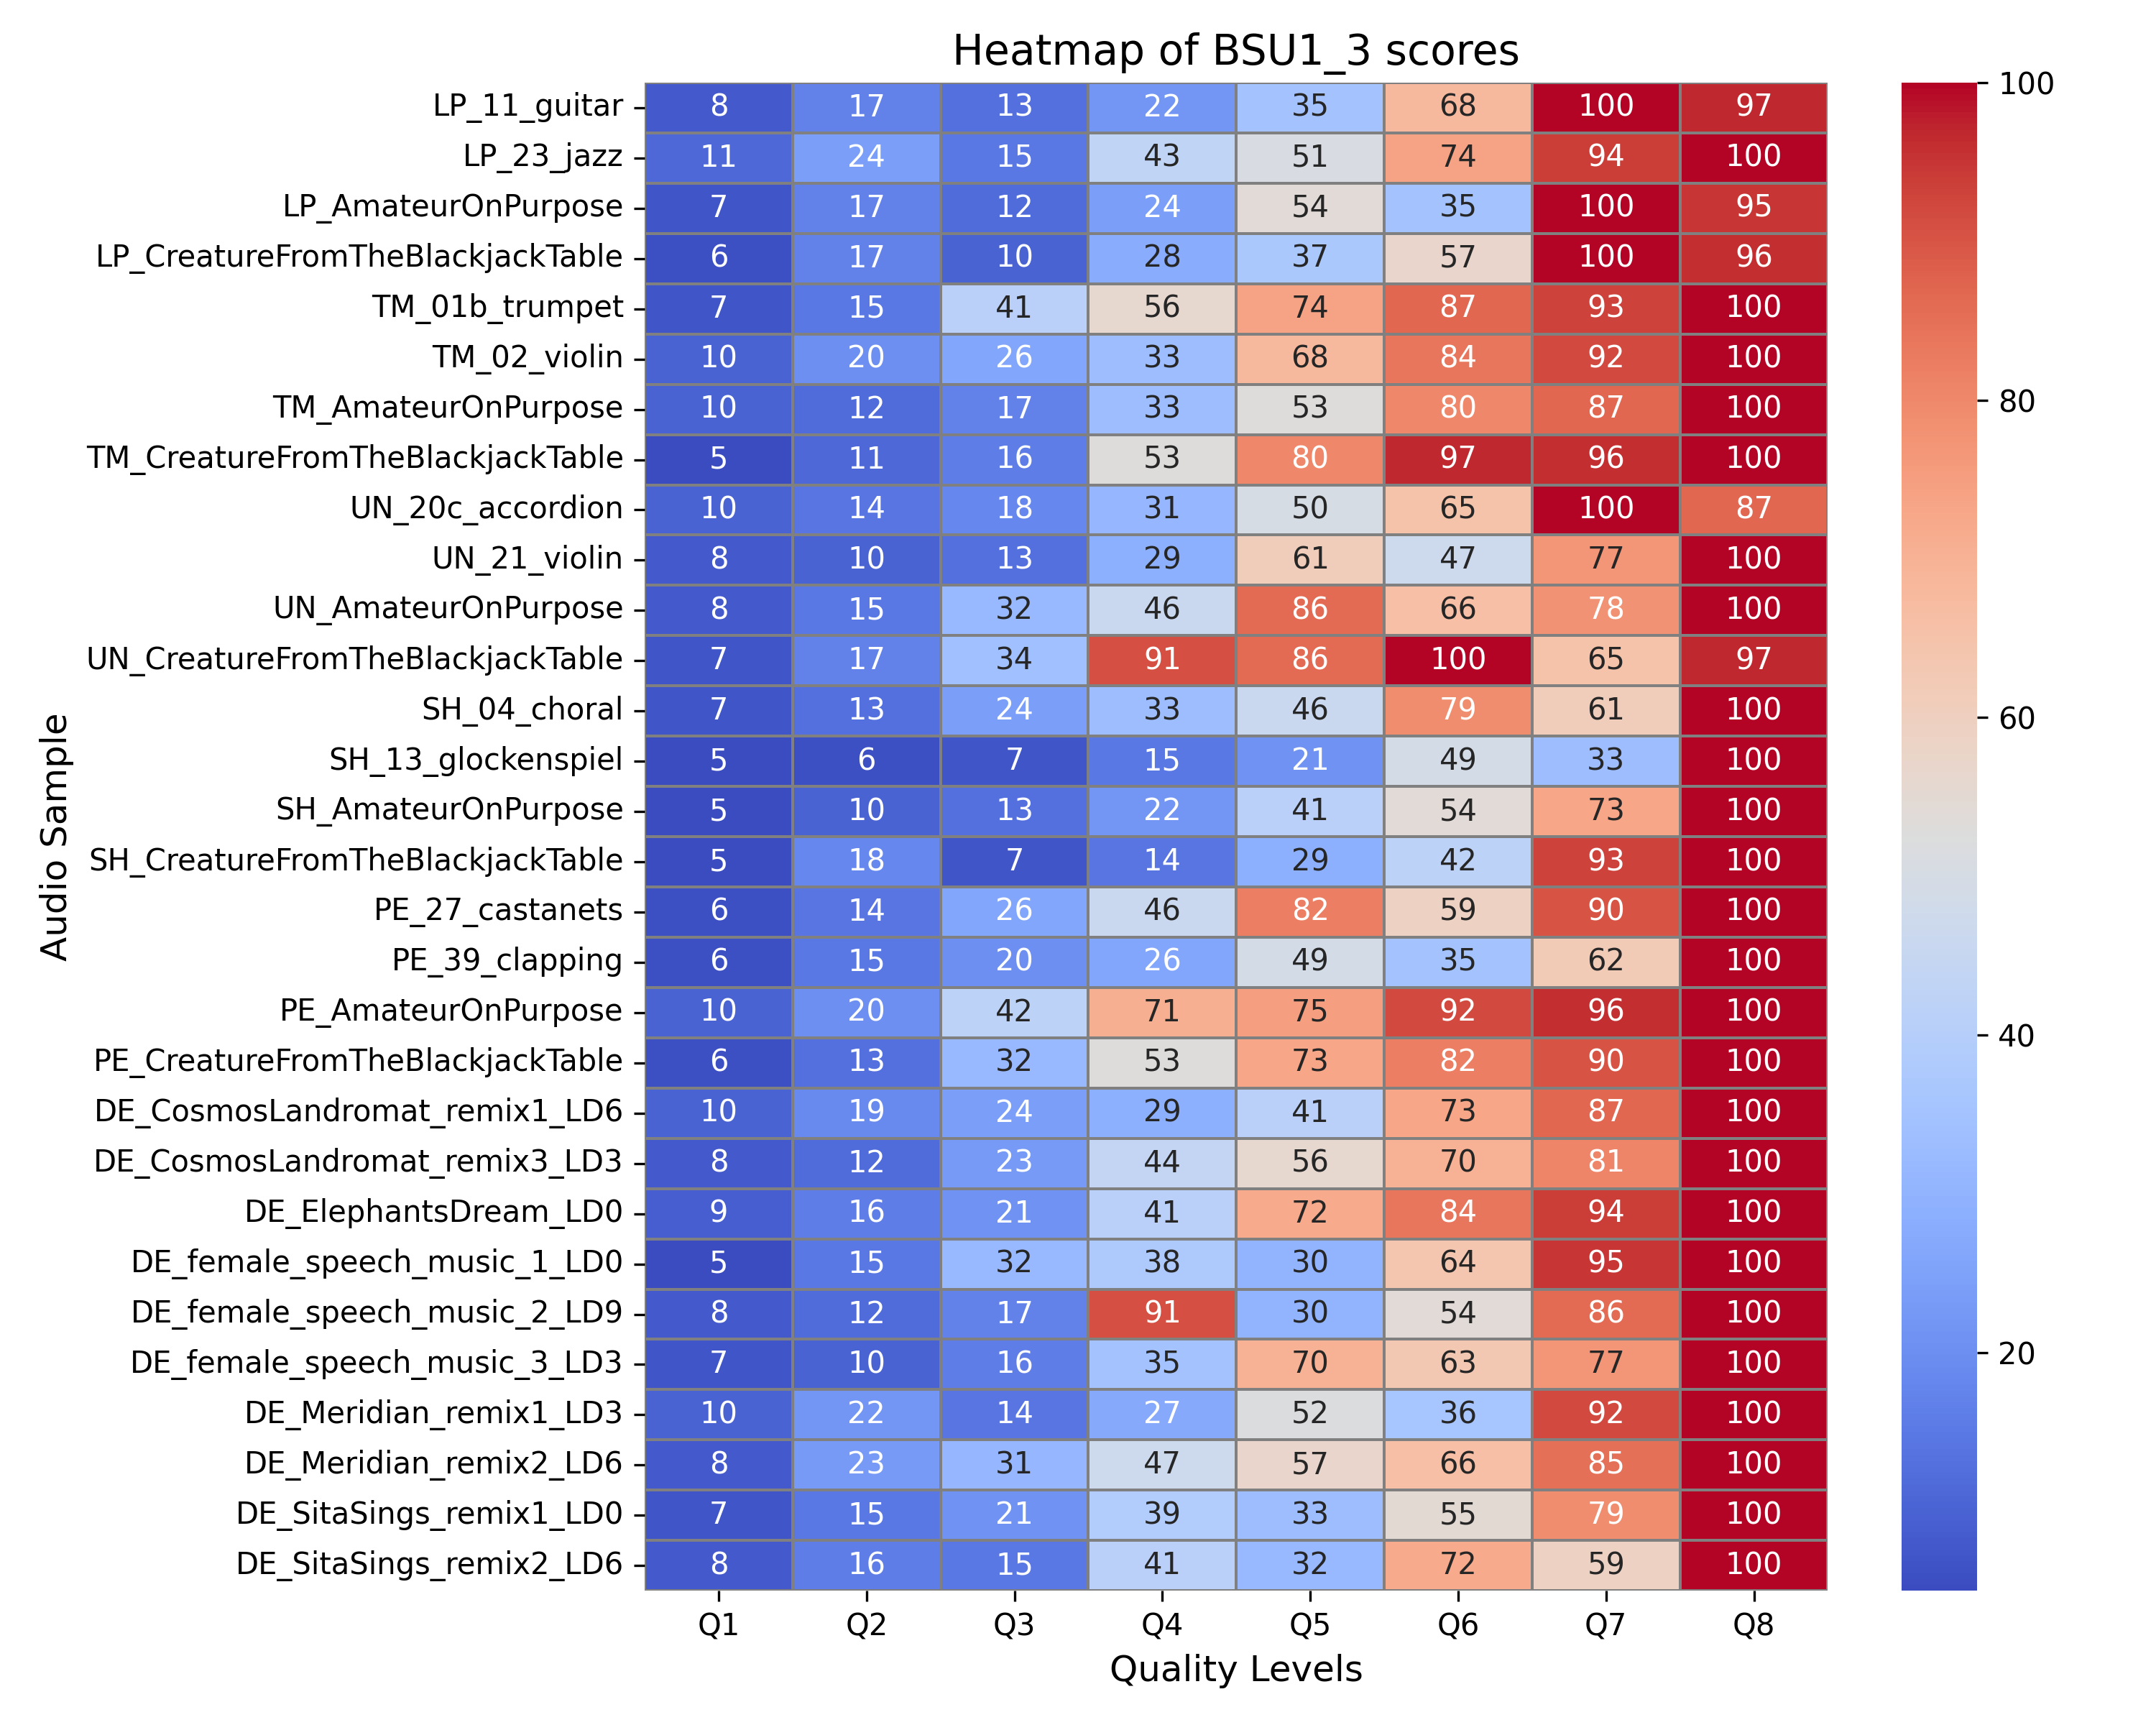 Heatmap of BSU1_3 scores
LP_11_guitar 8 17 13 22 35 68 100 97
LP_23_jazz 11 24 15 43 51 74 94 100
LP_AmateurOnPurpose 7 17 12 24 54 35 100 95
LP_CreatureFromTheBlackjackTable 6 17 10 28 37 57 100 96
TM_01b_trumpet 7 15 41 56 74 87 93 100
TM_02_violin 10 20 26 33 68 84 92 100
TM_AmateurOnPurpose 10 12 17 33 53 80 87 100
TM_CreatureFromTheBlackjackTable 5 11 16 53 80 97 96 100
UN_20c_accordion 10 14 18 31 50 65 100 87
UN_21_violin 8 10 13 29 61 47 77 100
UN_AmateurOnPurpose 8 15 32 46 86 66 78 100
UN_CreatureFromTheBlackjackTable 7 17 34 91 86 100 65 97
SH_04_choral 7 13 24 33 46 79 61 100
SH_13_glockenspiel 5 6 7 15 21 49 33 100
SH_AmateurOnPurpose 5 10 13 22 41 54 73 100
SH_CreatureFromTheBlackjackTable 5 18 7 14 29 42 93 100
PE_27_castanets 6 14 26 46 82 59 90 100
PE_39_clapping 6 15 20 26 49 35 62 100
PE_AmateurOnPurpose 10 20 42 71 75 92 96 100
PE_CreatureFromTheBlackjackTable 6 13 32 53 73 82 90 100
DE_CosmosLandromat_remix1_LD6 10 19 24 29 41 73 87 100
DE_CosmosLandromat_remix3_LD3 8 12 23 44 56 70 81 100
DE_ElephantsDream_LD0 9 16 21 41 72 84 94 100
DE_female_speech_music_1_LD0 5 15 32 38 30 64 95 100
DE_female_speech_music_2_LD9 8 12 17 91 30 54 86 100
DE_female_speech_music_3_LD3 7 10 16 35 70 63 77 100
DE_Meridian_remix1_LD3 10 22 14 27 52 36 92 100
DE_Meridian_remix2_LD6 8 23 31 47 57 66 85 100
DE_SitaSings_remix1_LD0 7 15 21 39 33 55 79 100
DE_SitaSings_remix2_LD6 8 16 15 41 32 72 59 100
Q1 Q2 Q3 Q4 Q5 Q6 Q7 Q8
Quality Levels
Audio Sample
100
80
60
40
20